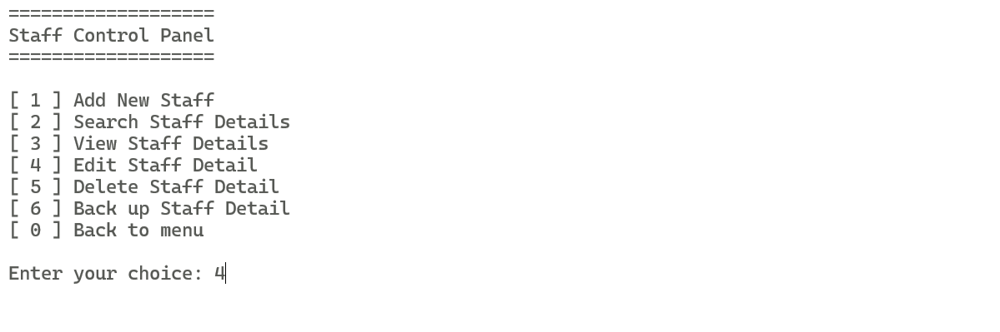 ===================
Staff Control Panel
===================
[ 1 ] Add New Staff
[ 2 ] Search Staff Details
[ 3 ] View Staff Details
[ 4 ] Edit Staff Detail
[ 5 ] Delete Staff Detail
[ 6 ] Back up Staff Detail
[ 0 ] Back to menu
Enter your choice: 4